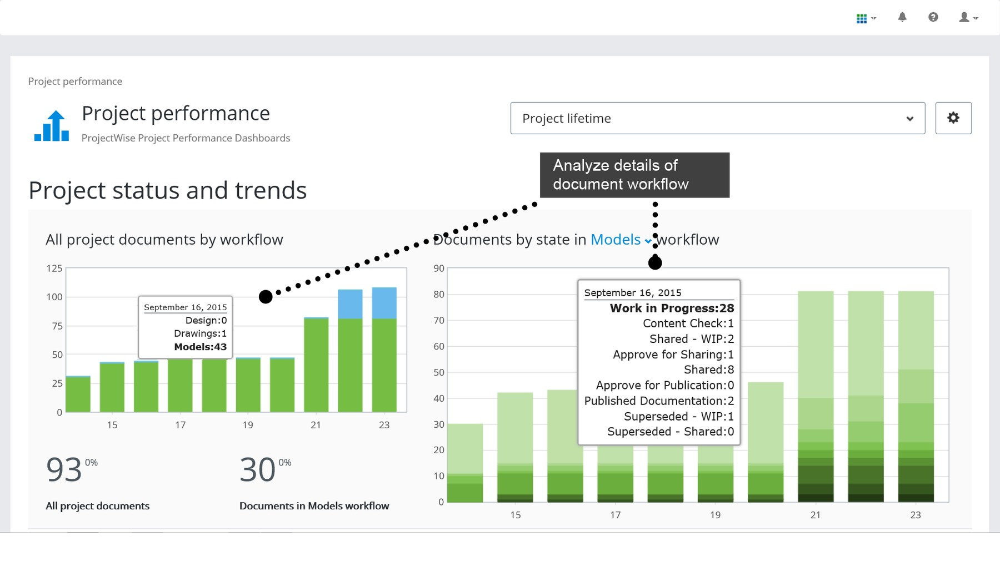 Project performance
Project performance
ProjectWise Project Performance Dashboards
Project lifetime
Analyze details of
document workflow
Project status and trends
All project documents by workflow
125
100
75
50
25
0
15
17
19
21
23
September 16, 2015
Design:0
Drawings:1
Models:43
93 0%
All project documents
30 0%
Documents in Models workflow
Documents by state in Models workflow
90
80
70
60
50
40
30
20
10
0
15
17
19
21
23
September 16, 2015
Work in Progress:28
Content Check:1
Shared - WIP:2
Approve for Sharing:1
Shared:8
Approve for Publication:0
Published Documentation:2
Superseded - WIP:1
Superseded - Shared:0